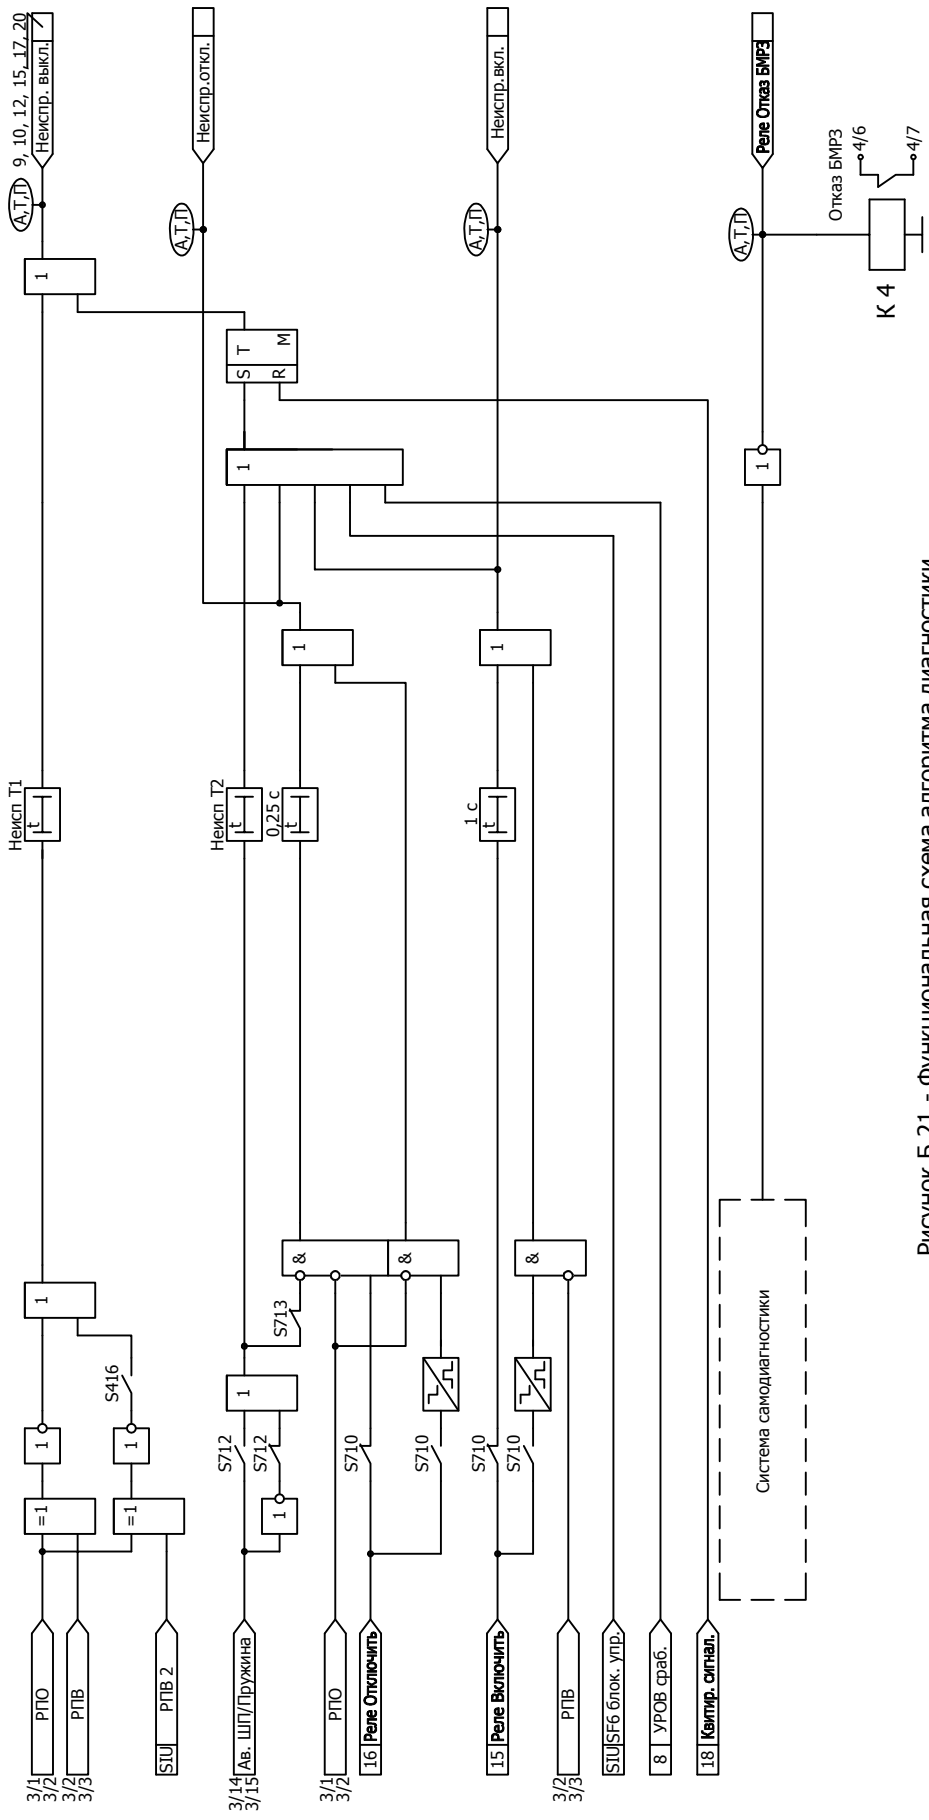 3/1
3/2
РПО
3/2
3/3
РПВ
SIU РПВ 2
=1
=1
1
1
S416
1
Неисп Т1
t
1
А,Т,П
9, 10, 12, 15, 17, 20
Неиспр. выкл.
3/14
3/15
Ав. ШП/Пружина
1
S712
S712
1
S713
Неисп Т2
t
0,25 с
t
1
1
S T
R M
А,Т,П
Неиспр.откл.
3/1
3/2
РПО
16 Реле Отключить
S710
S710
&
&
15 Реле Включить
S710
S710
&
1 с
t
1
А,Т,П
Неиспр.вкл.
3/2
3/3
РПВ
SIU SF6 блок. упр.
8 УРОВ сраб.
18 Квитир. сигнал.
Система самодиагностики
1
А,Т,П
Реле Отказ БМРЗ
К 4
Отказ БМРЗ
4/6
4/7
Рисунок Б.21 - Функциональная схема алгоритма диагностики